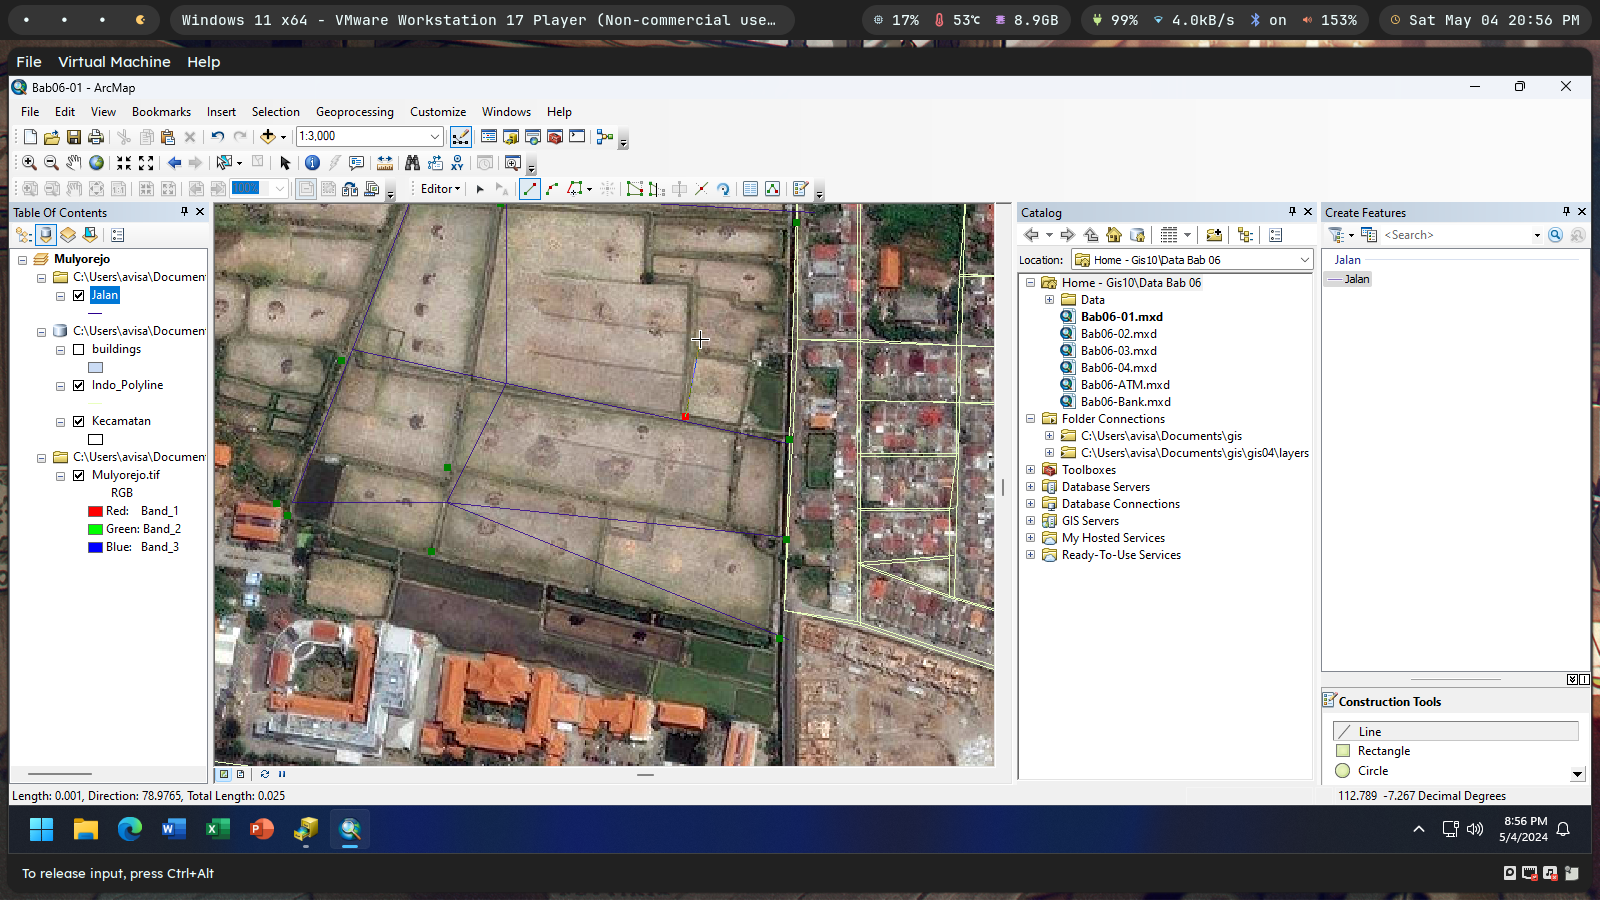 Windows 11 x64 - VMware Workstation 17 Player (Non-commercial use…
17%
53℃
8.9GB
99%
4.0kB/s
on
153%
Sat May 04 20:56 PM
File Virtual Machine Help
Bab06-01 - ArcMap
File Edit View Bookmarks Insert Selection Geoprocessing Customize Windows Help
1:3,000
100%
Editor
Table Of Contents
Mulyorejo
C:\Users\avisa\Document
Jalan
C:\Users\avisa\Document
buildings
Indo_Polyline
Kecamatan
C:\Users\avisa\Document
Mulyorejo.tif
RGB
Red: Band_1
Green: Band_2
Blue: Band_3
Catalog
Location: Home - Gis10\Data Bab 06
Home - Gis10\Data Bab 06
Data
Bab06-01.mxd
Bab06-02.mxd
Bab06-03.mxd
Bab06-04.mxd
Bab06-ATM.mxd
Bab06-Bank.mxd
Folder Connections
C:\Users\avisa\Documents\gis
C:\Users\avisa\Documents\gis\gis04\layers
Toolboxes
Database Servers
Database Connections
GIS Servers
My Hosted Services
Ready-To-Use Services
Create Features
<Search>
Jalan
Jalan
Construction Tools
Line
Rectangle
Circle
Length: 0.001, Direction: 78.9765, Total Length: 0.025
112.789 -7.267 Decimal Degrees
8:56 PM
5/4/2024
To release input, press Ctrl+Alt